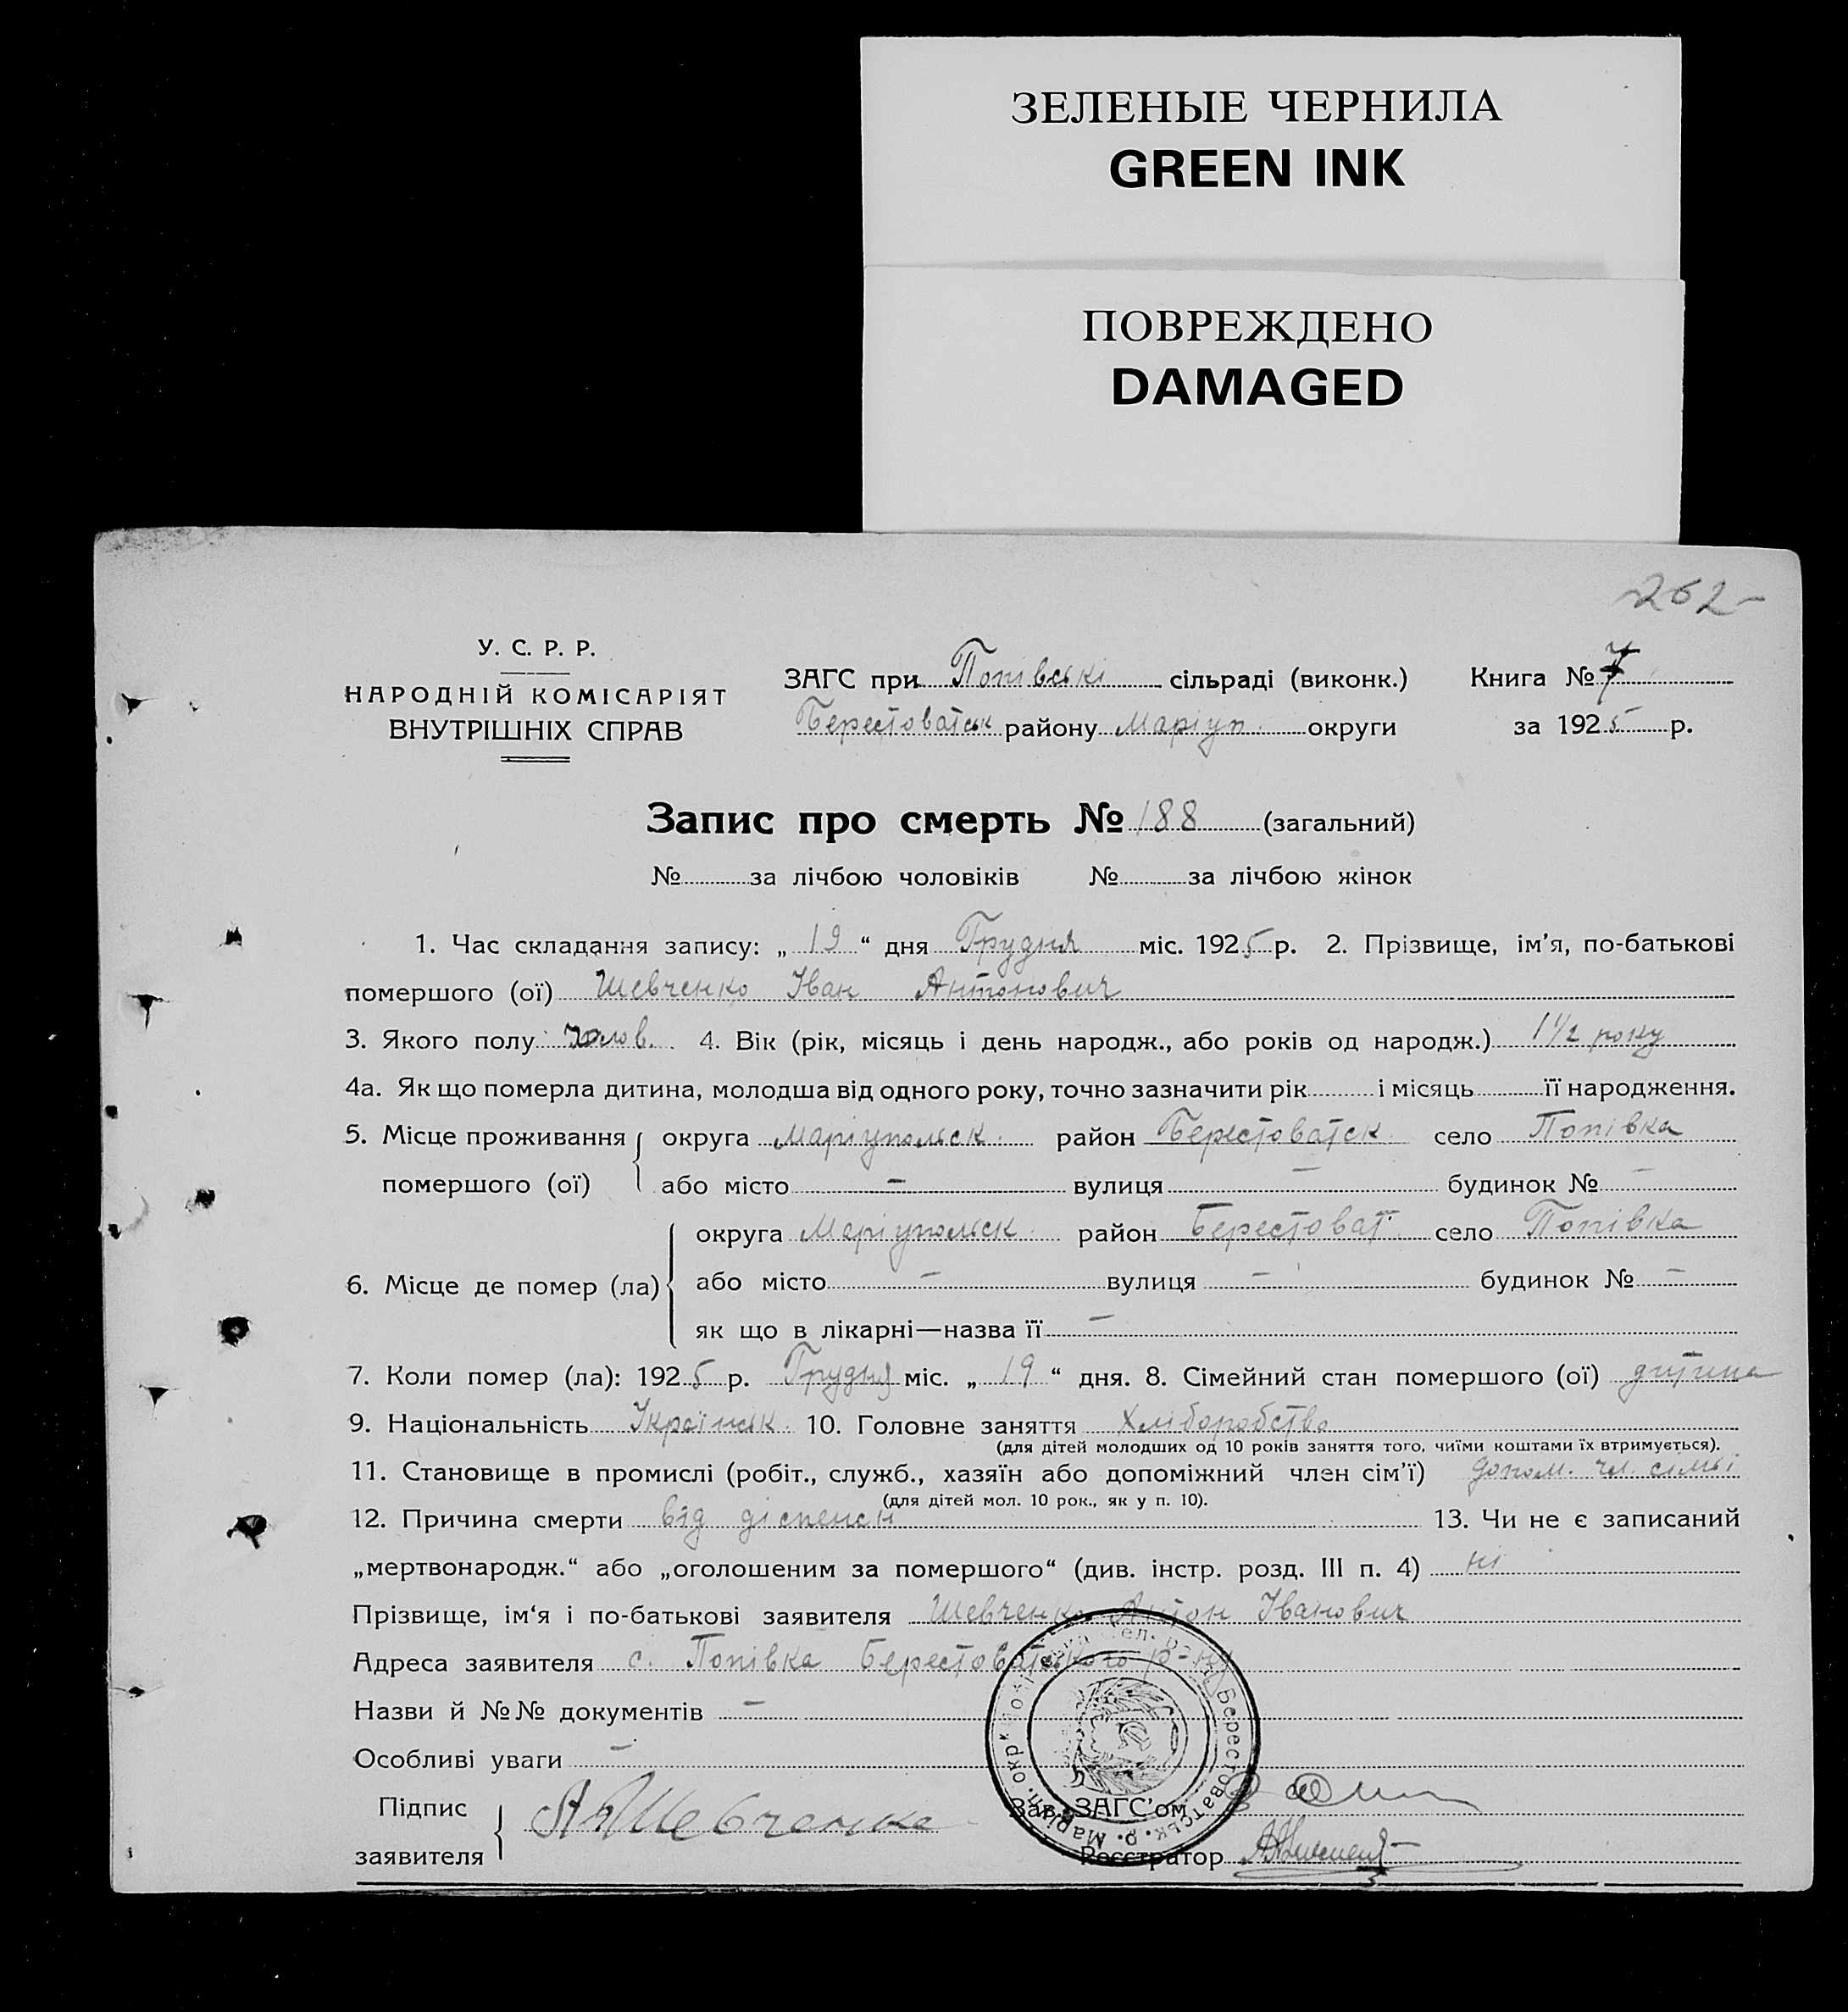 ЗЕЛЕНЫЕ ЧЕРНИЛА
GREEN INK
ПОВРЕЖДЕНО
DAMAGED
262
У. С. Р. Р.
НАРОДНІЙ КОМІСАРІЯТ
ВНУТРІШНІХ СПРАВ
ЗАГС при Попівські сільраді (виконк.) Книга № 7
Берестоватськ району Маріуп. округи за 1925 р.
Запис про смерть № 188 (загальний)
№ за лічбою чоловіків № за лічбою жінок
1. Час складання запису: „ 19 “ дня Грудня міс. 1925 р. 2. Прізвище, ім’я, по-батькові
помершого (ої) Шевченко Іван Антонович
3. Якого полу чолов. 4. Вік (рік, місяць і день народж., або років од народж.) 1 1/2 року
4а. Як що померла дитина, молодша від одного року, точно зазначити рік і місяць її народження.
5. Місце проживання помершого (ої) округа Маріупольськ. район Берестоватськ. село Попівка
або місто – вулиця – будинок № –
6. Місце де помер (ла) округа Маріупольск. район Берестоват. село Попівка
або місто – вулиця – будинок № –
як що в лікарні—назва її –
7. Коли помер (ла): 1925 р. Грудня міс. „ 19 “ дня. 8. Сімейний стан помершого (ої) дитина
9. Національність Українськ. 10. Головне заняття Хліборобство
(для дітей молодших од 10 років заняття того, чиїми коштами їх втримується).
11. Становище в промислі (робіт., служб., хазяїн або допоміжний член сім’ї) допом. чл. сімьї
(для дітей мол. 10 рок., як у п. 10).
12. Причина смерти від діспенсії 13. Чи не є записаний
„мертвонародж.“ або „оголошеним за помершого“ (див. інстр. розд. III п. 4) ні
Прізвище, ім‘я і по-батькові заявителя Шевченко Антон Іванович
Адреса заявителя с. Попівка Берестоватського р-ну
Назви й №№ документів –
Особливі уваги –
Підпис заявителя А Шевченко
Зав. ЗАГС’ом
Реєстратор
Берестоватськ. р. Маріуп. окр.